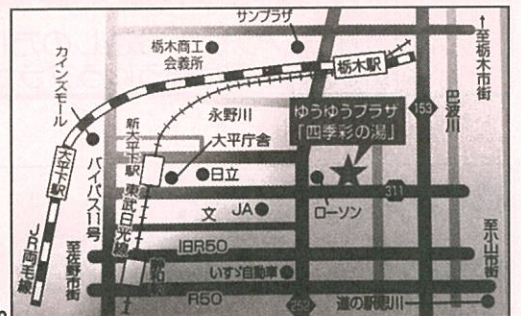 サンプラザ
栃木商工
会議所
至栃木市街
カインズモール
栃木駅
永野川
ゆうゆうプラザ
「四季彩の湯」
153
巴波川
大平下駅
バイパス11号
新大平下駅
大平庁舎
日立
東武日光線
ローソン
311
文
JA
JR両毛線
至佐野市街
旧R50
至小山市街
いすゞ自動車
R50
252
道の駅思川